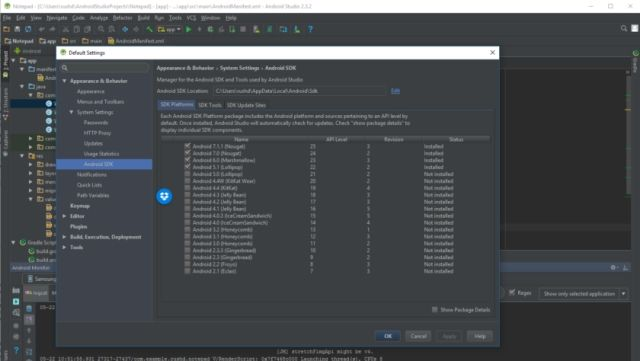 Notepad - [C:\Users\sushd\AndroidStudioProjects\Notepad] - [app] - ...\app\src\main\AndroidManifest.xml - Android Studio 2.3.2
File Edit View Navigate Code Analyze Refactor Build Run Tools VCS Window Help
Notepad app src main AndroidManifest.xml
Default Settings
Appearance & Behavior
Appearance
Menus and Toolbars
System Settings
Passwords
HTTP Proxy
Updates
Usage Statistics
Android SDK
Notifications
Quick Lists
Path Variables
Keymap
Editor
Plugins
Build, Execution, Deployment
Tools
Appearance & Behavior › System Settings › Android SDK
Manager for the Android SDK and Tools used by Android Studio
Android SDK Location: C:\Users\sushd\AppData\Local\Android\Sdk Edit
SDK Platforms SDK Tools SDK Update Sites
Each Android SDK Platform package includes the Android platform and sources pertaining to an API level by
default. Once installed, Android Studio will automatically check for updates. Check "show package details" to
display individual SDK components.
Name API Level Revision Status
Android 7.1.1 (Nougat) 25 3 Installed
Android 7.0 (Nougat) 24 2 Installed
Android 6.0 (Marshmallow) 23 3 Installed
Android 5.1 (Lollipop) 22 2 Installed
Android 5.0 (Lollipop) 21 2 Not installed
Android 4.4W (KitKat Wear) 20 2 Not installed
Android 4.4 (KitKat) 19 4 Not installed
Android 4.3 (Jelly Bean) 18 3 Not installed
Android 4.2 (Jelly Bean) 17 3 Not installed
Android 4.1 (Jelly Bean) 16 5 Not installed
Android 4.0.3 (IceCreamSandwich) 15 5 Not installed
Android 4.0 (IceCreamSandwich) 14 4 Not installed
Android 3.2 (Honeycomb) 13 1 Not installed
Android 3.1 (Honeycomb) 12 3 Not installed
Android 3.0 (Honeycomb) 11 2 Not installed
Android 2.3.3 (Gingerbread) 10 2 Not installed
Android 2.3 (Gingerbread) 9 2 Not installed
Android 2.2 (Froyo) 8 3 Not installed
Android 2.1 (Eclair) 7 3 Not installed
Show Package Details
OK Cancel Apply Help
Android
app
java
res
Gradle Scripts
Android Monitor
Samsung
logcat
Regex
Show only selected application